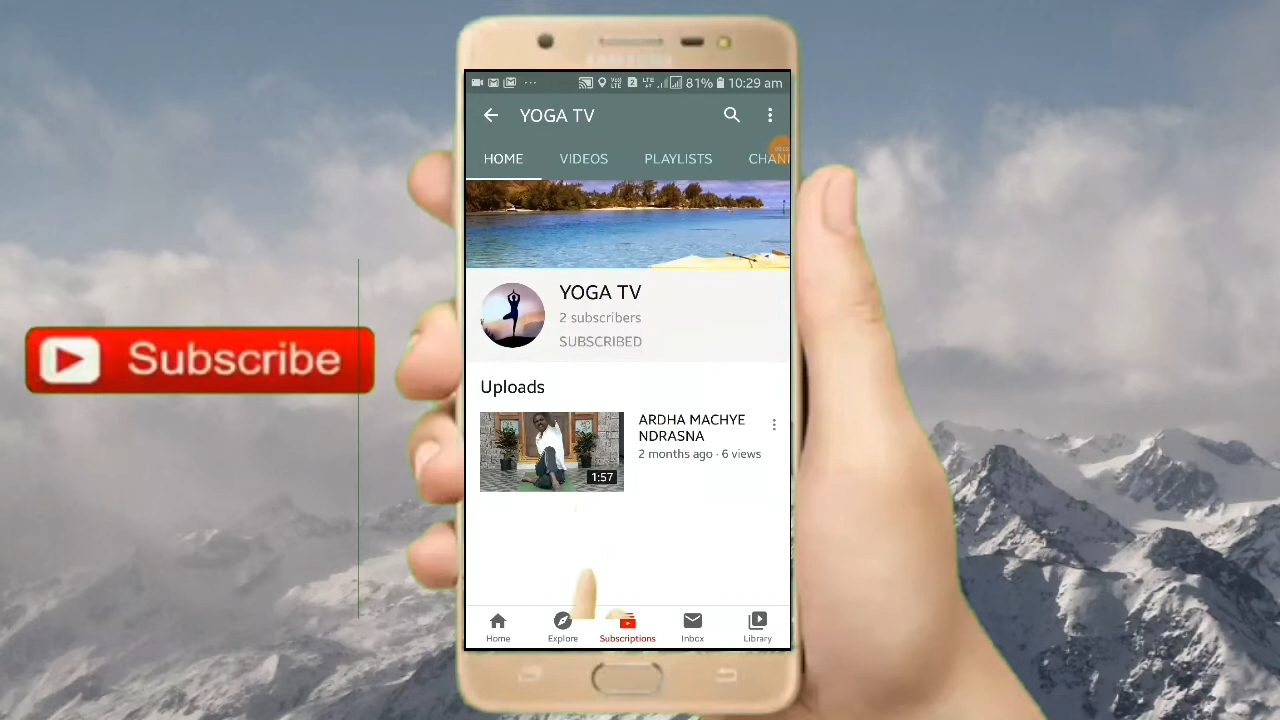 81% 10:29 am
YOGA TV
HOME VIDEOS PLAYLISTS CHAN
YOGA TV
2 subscribers
SUBSCRIBED
Subscribe
Uploads
ARDHA MACHYE
NDRASNA
2 months ago · 6 views
1:57
Home Explore Subscriptions Inbox Library